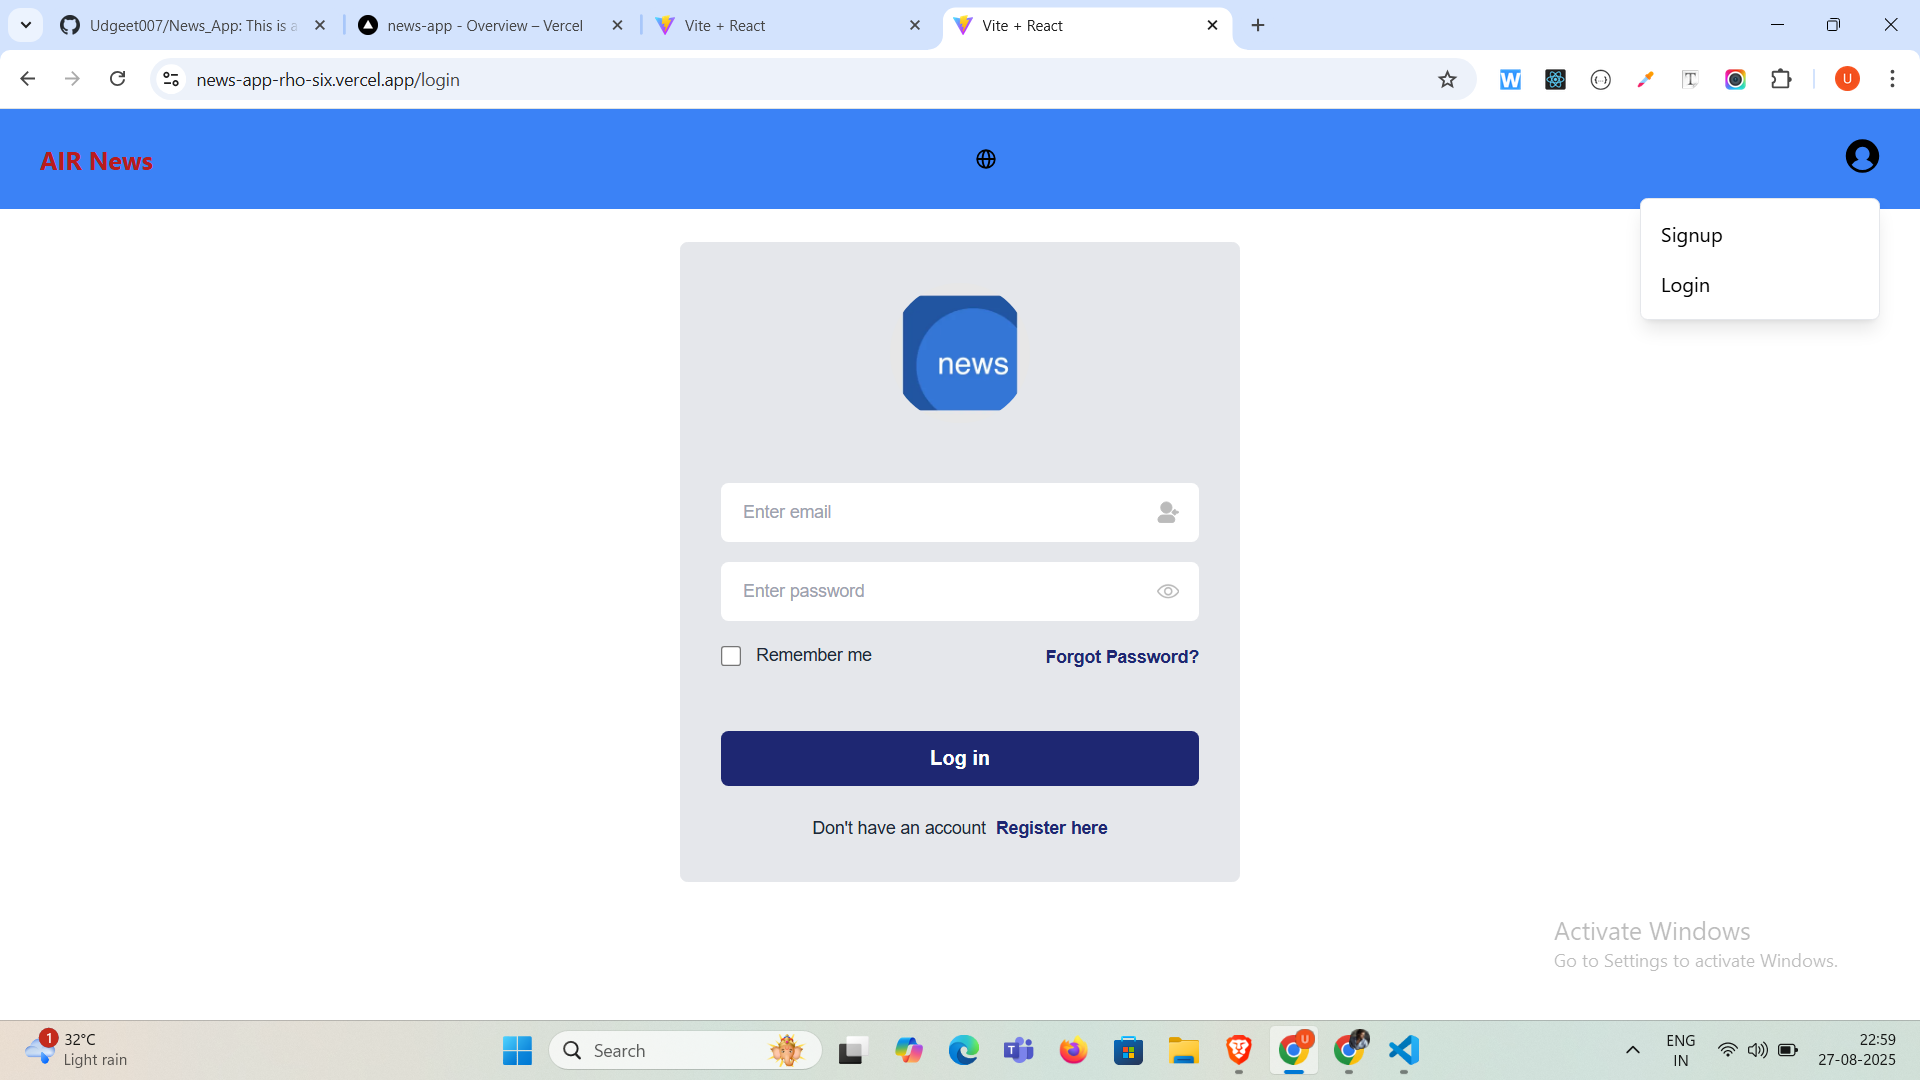 Udgeet007/News_App: This is a
news-app - Overview – Vercel
Vite + React
Vite + React
news-app-rho-six.vercel.app/login
W
T
U
AIR News
Signup
Login
news
Enter email
Enter password
Remember me
Forgot Password?
Log in
Don't have an account Register here
Activate Windows
Go to Settings to activate Windows.
1
32°C
Light rain
Search
U
ENG
IN
22:59
27-08-2025